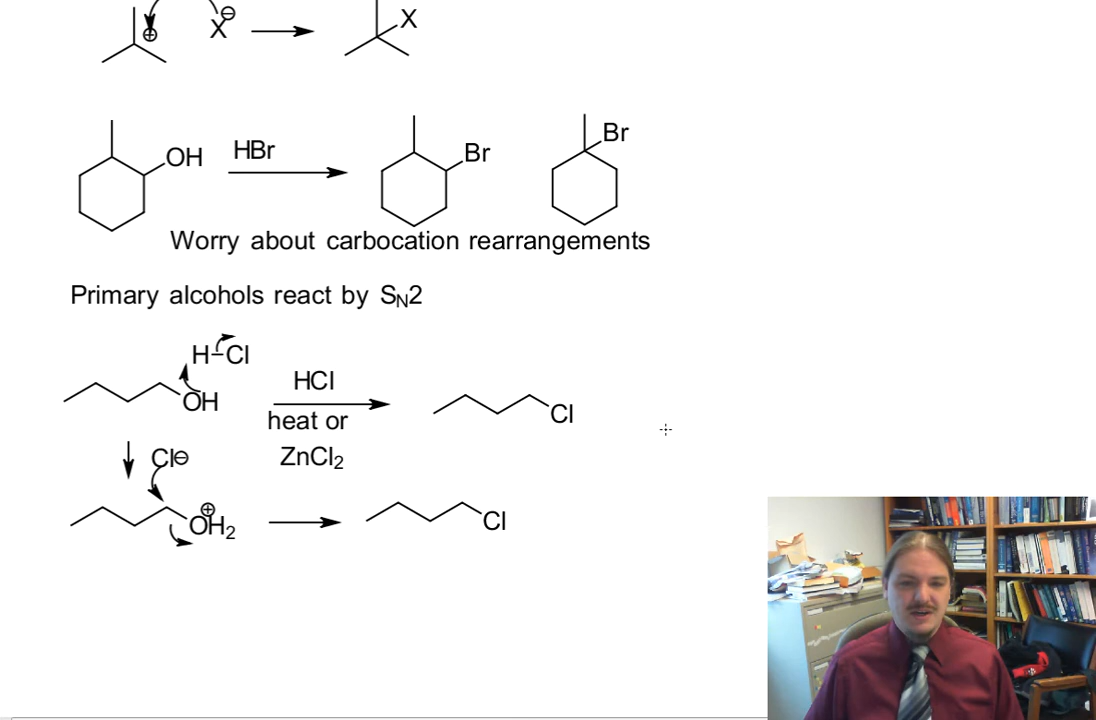 ⊕ X⊖ X
OH HBr Br Br
Worry about carbocation rearrangements
Primary alcohols react by SN2
H-Cl
OH HCl Cl
heat or
Cl⊖ ZnCl2
⊕
OH2 Cl